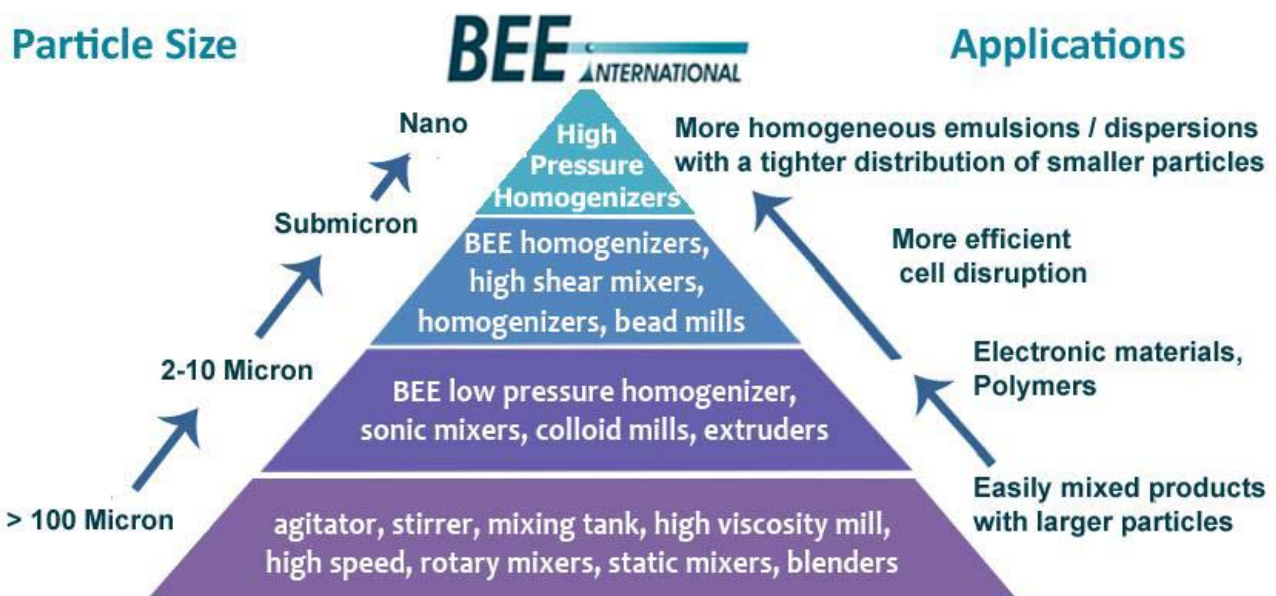 Particle Size
BEE INTERNATIONAL
Applications
Nano
Submicron
2-10 Micron
> 100 Micron
High
Pressure
Homogenizers
BEE homogenizers,
high shear mixers,
homogenizers, bead mills
BEE low pressure homogenizer,
sonic mixers, colloid mills, extruders
agitator, stirrer, mixing tank, high viscosity mill,
high speed, rotary mixers, static mixers, blenders
More homogeneous emulsions / dispersions
with a tighter distribution of smaller particles
More efficient
cell disruption
Electronic materials,
Polymers
Easily mixed products
with larger particles